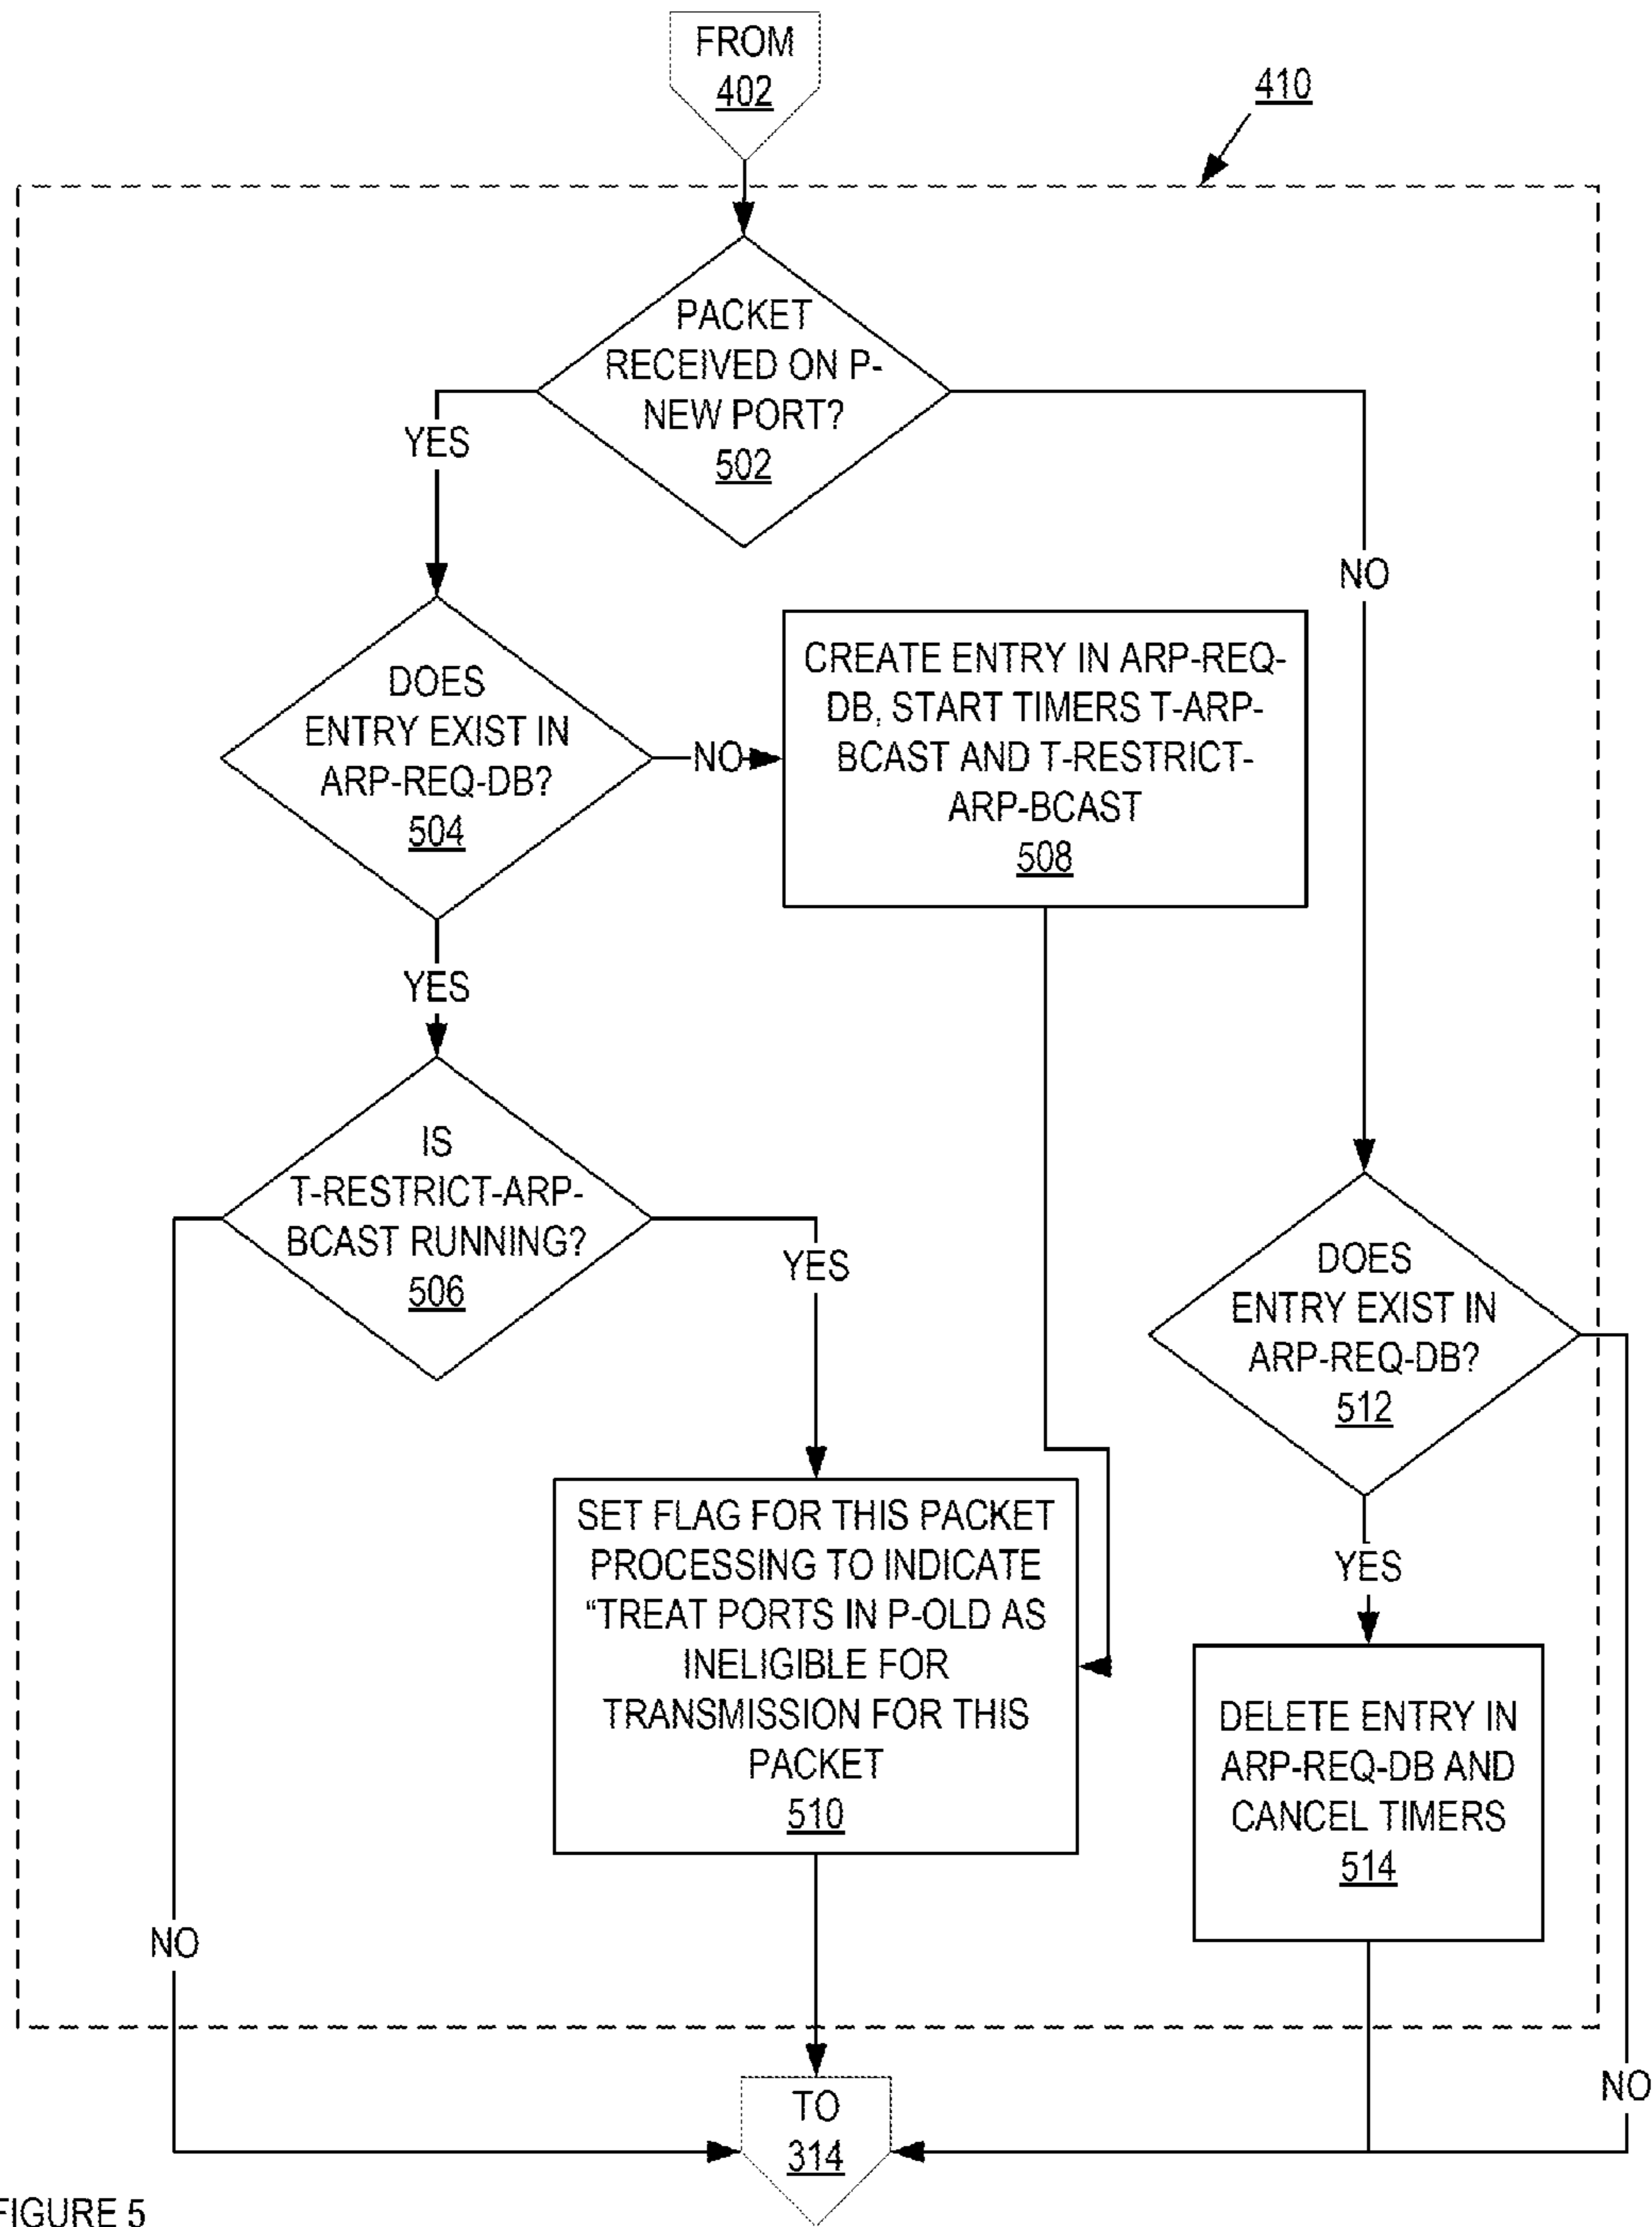 FROM
402
410
PACKET
RECEIVED ON P-
NEW PORT?
502
YES
NO
DOES
ENTRY EXIST IN
ARP-REQ-DB?
504
NO
CREATE ENTRY IN ARP-REQ-
DB, START TIMERS T-ARP-
BCAST AND T-RESTRICT-
ARP-BCAST
508
YES
IS
T-RESTRICT-ARP-
BCAST RUNNING?
506
YES
DOES
ENTRY EXIST IN
ARP-REQ-DB?
512
SET FLAG FOR THIS PACKET
PROCESSING TO INDICATE
“TREAT PORTS IN P-OLD AS
INELIGIBLE FOR
TRANSMISSION FOR THIS
PACKET
510
YES
DELETE ENTRY IN
ARP-REQ-DB AND
CANCEL TIMERS
514
NO
NO
TO
314
FIGURE 5